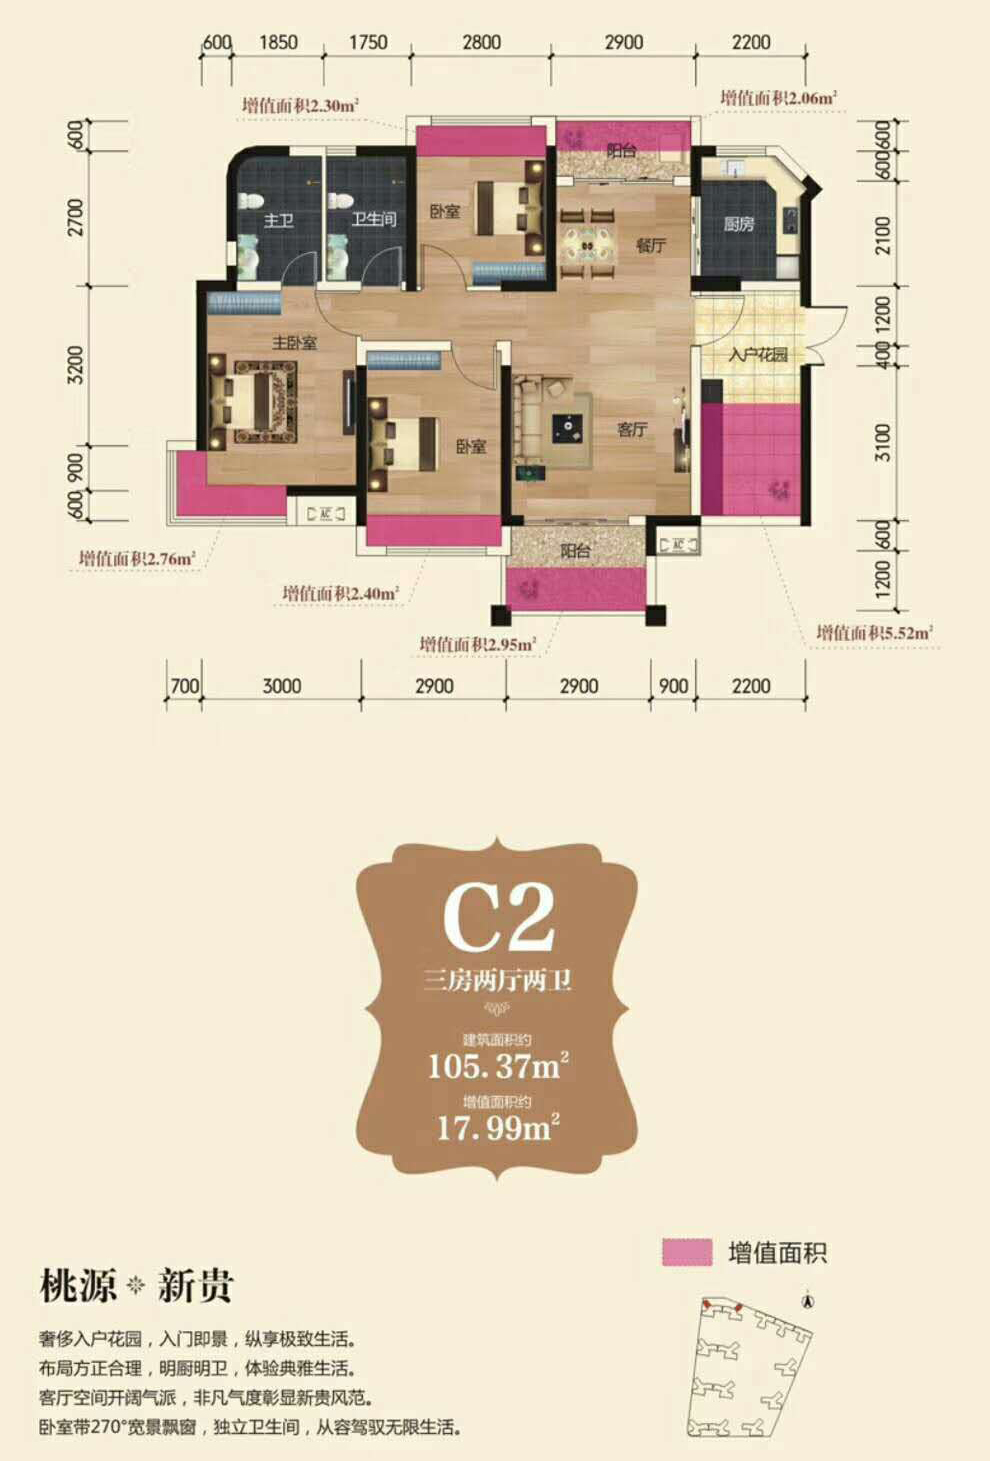 600 1850 1750 2800 2900 2200
增值面积2.30m²
增值面积2.06m²
600
2700
3200
900
600
600
600
2100
1200
400
3100
600
1200
阳台
主卫
卫生间
卧室
餐厅
厨房
主卧室
入户花园
卧室
客厅
AC
阳台
AC
增值面积2.76m²
增值面积2.40m²
增值面积2.95m²
增值面积5.52m²
700 3000 2900 2900 900 2200
C2
三房两厅两卫
建筑面积约
105.37m²
增值面积约
17.99m²
增值面积
桃源 新贵
奢侈入户花园，入门即景，纵享极致生活。
布局方正合理，明厨明卫，体验典雅生活。
客厅空间开阔气派，非凡气度彰显新贵风范。
卧室带270°宽景飘窗，独立卫生间，从容驾驭无限生活。